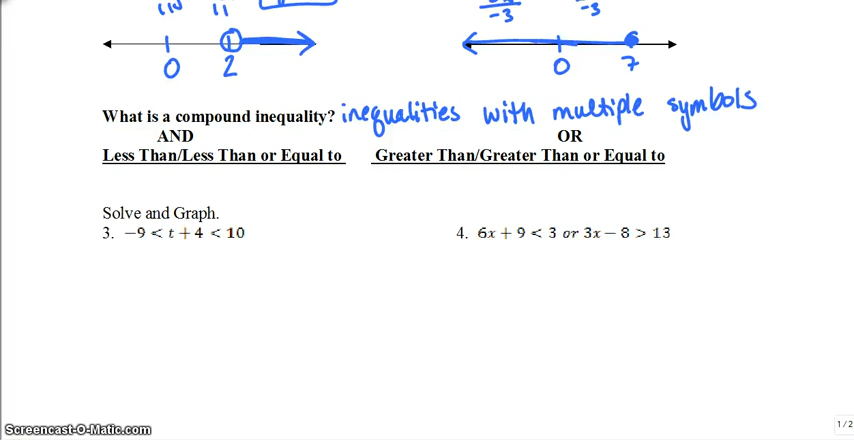 -3 -3
0 2 0 7
What is a compound inequality? inequalities with multiple symbols
AND OR
Less Than/Less Than or Equal to Greater Than/Greater Than or Equal to
Solve and Graph.
3. −9 < t + 4 < 10 4. 6x + 9 < 3 or 3x − 8 > 13
Screencast-O-Matic.com 1/2